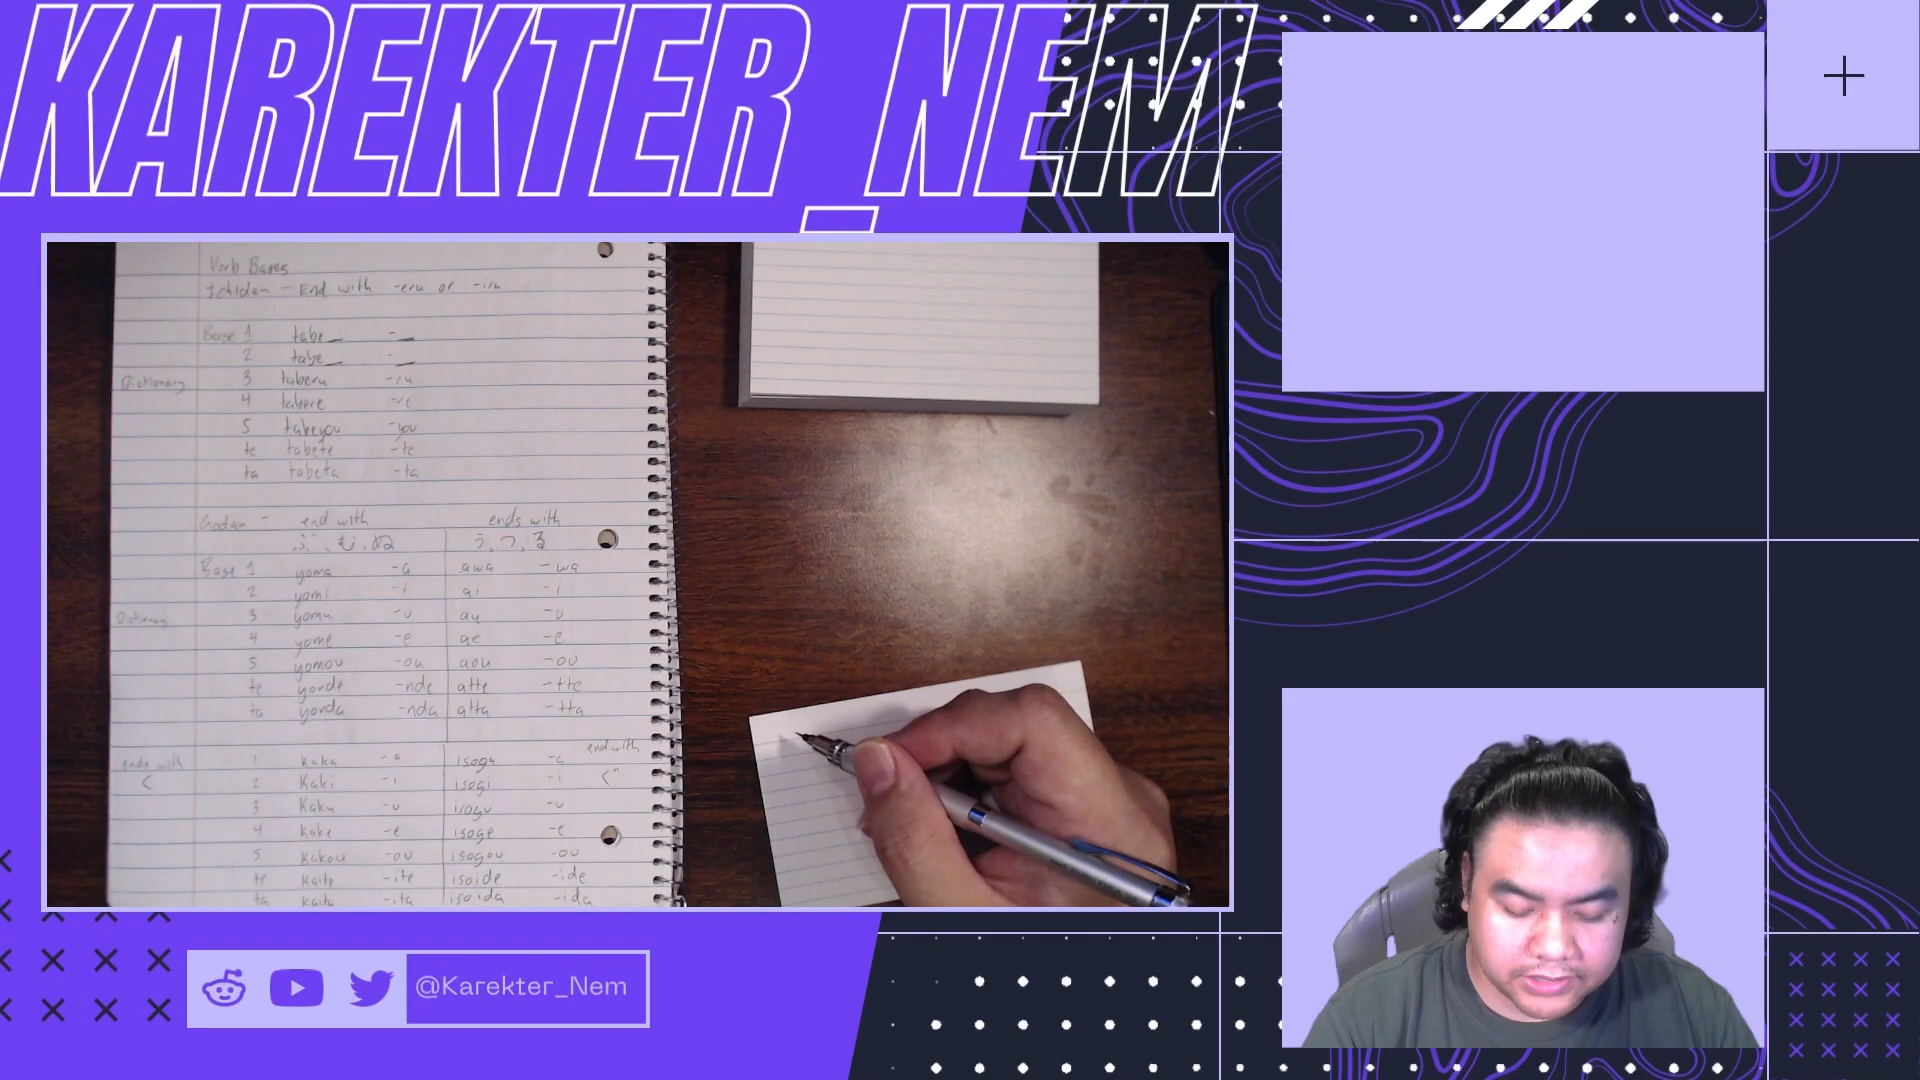 KAREKTER_NEM
Verb Bases
Ichidan - End with -eru or -iru
Base 1 tabe_ -_
2 tabe_ -_
Dictionary 3 taberu -ru
4 tabere -re
5 tabeyou -you
te tabete -te
ta tabeta -ta
Godan - end with ends with
ぶ、む、ぬ う、つ、る
Base 1 yoma -a awa -wa
2 yomi -i ai -i
Dictionary 3 yomu -u au -u
4 yome -e ae -e
5 yomou -ou aou -ou
te yonde -nde atte -tte
ta yonda -nda atta -tta
end with
ends with 1 kaka -a isoga -a
く 2 Kaki -i isogi -i ぐ
3 Kaku -u isogu -u
4 kake -e isoge -e
5 kakou -ou isogou -ou
te kaite -ite isoide -ide
ta kaita -ita isoida -ida
@Karekter_Nem